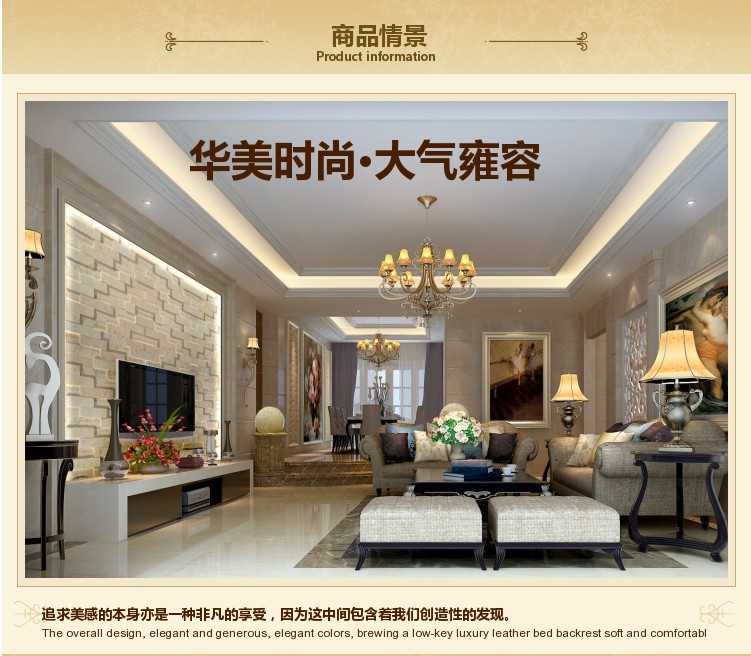 商品情景
Product information
华美时尚·大气雍容
追求美感的本身亦是一种非凡的享受，因为这中间包含着我们创造性的发现。
The overall design, elegant and generous, elegant colors, brewing a low-key luxury leather bed backrest soft and comfortabl